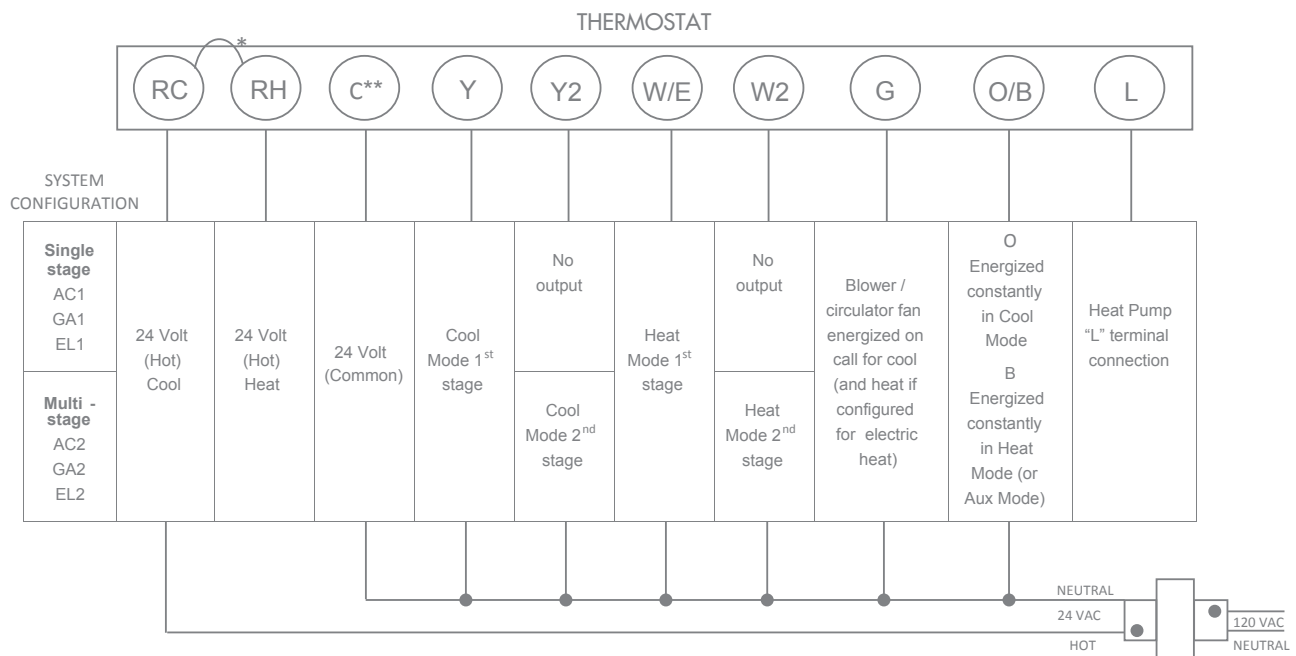 THERMOSTAT
*
RC
RH
C**
Y
Y2
W/E
W2
G
O/B
L
SYSTEM
CONFIGURATION
Single
stage
AC1
GA1
EL1
Multi -
stage
AC2
GA2
EL2
24 Volt
(Hot)
Cool
24 Volt
(Hot)
Heat
24 Volt
(Common)
Cool
Mode 1st
stage
No
output
Cool
Mode 2nd
stage
Heat
Mode 1st
stage
No
output
Heat
Mode 2nd
stage
Blower /
circulator fan
energized on
call for cool
(and heat if
configured
for electric
heat)
O
Energized
constantly
in Cool
Mode
B
Energized
constantly
in Heat
Mode (or
Aux Mode)
Heat Pump
“L” terminal
connection
NEUTRAL
24 VAC
HOT
120 VAC
NEUTRAL